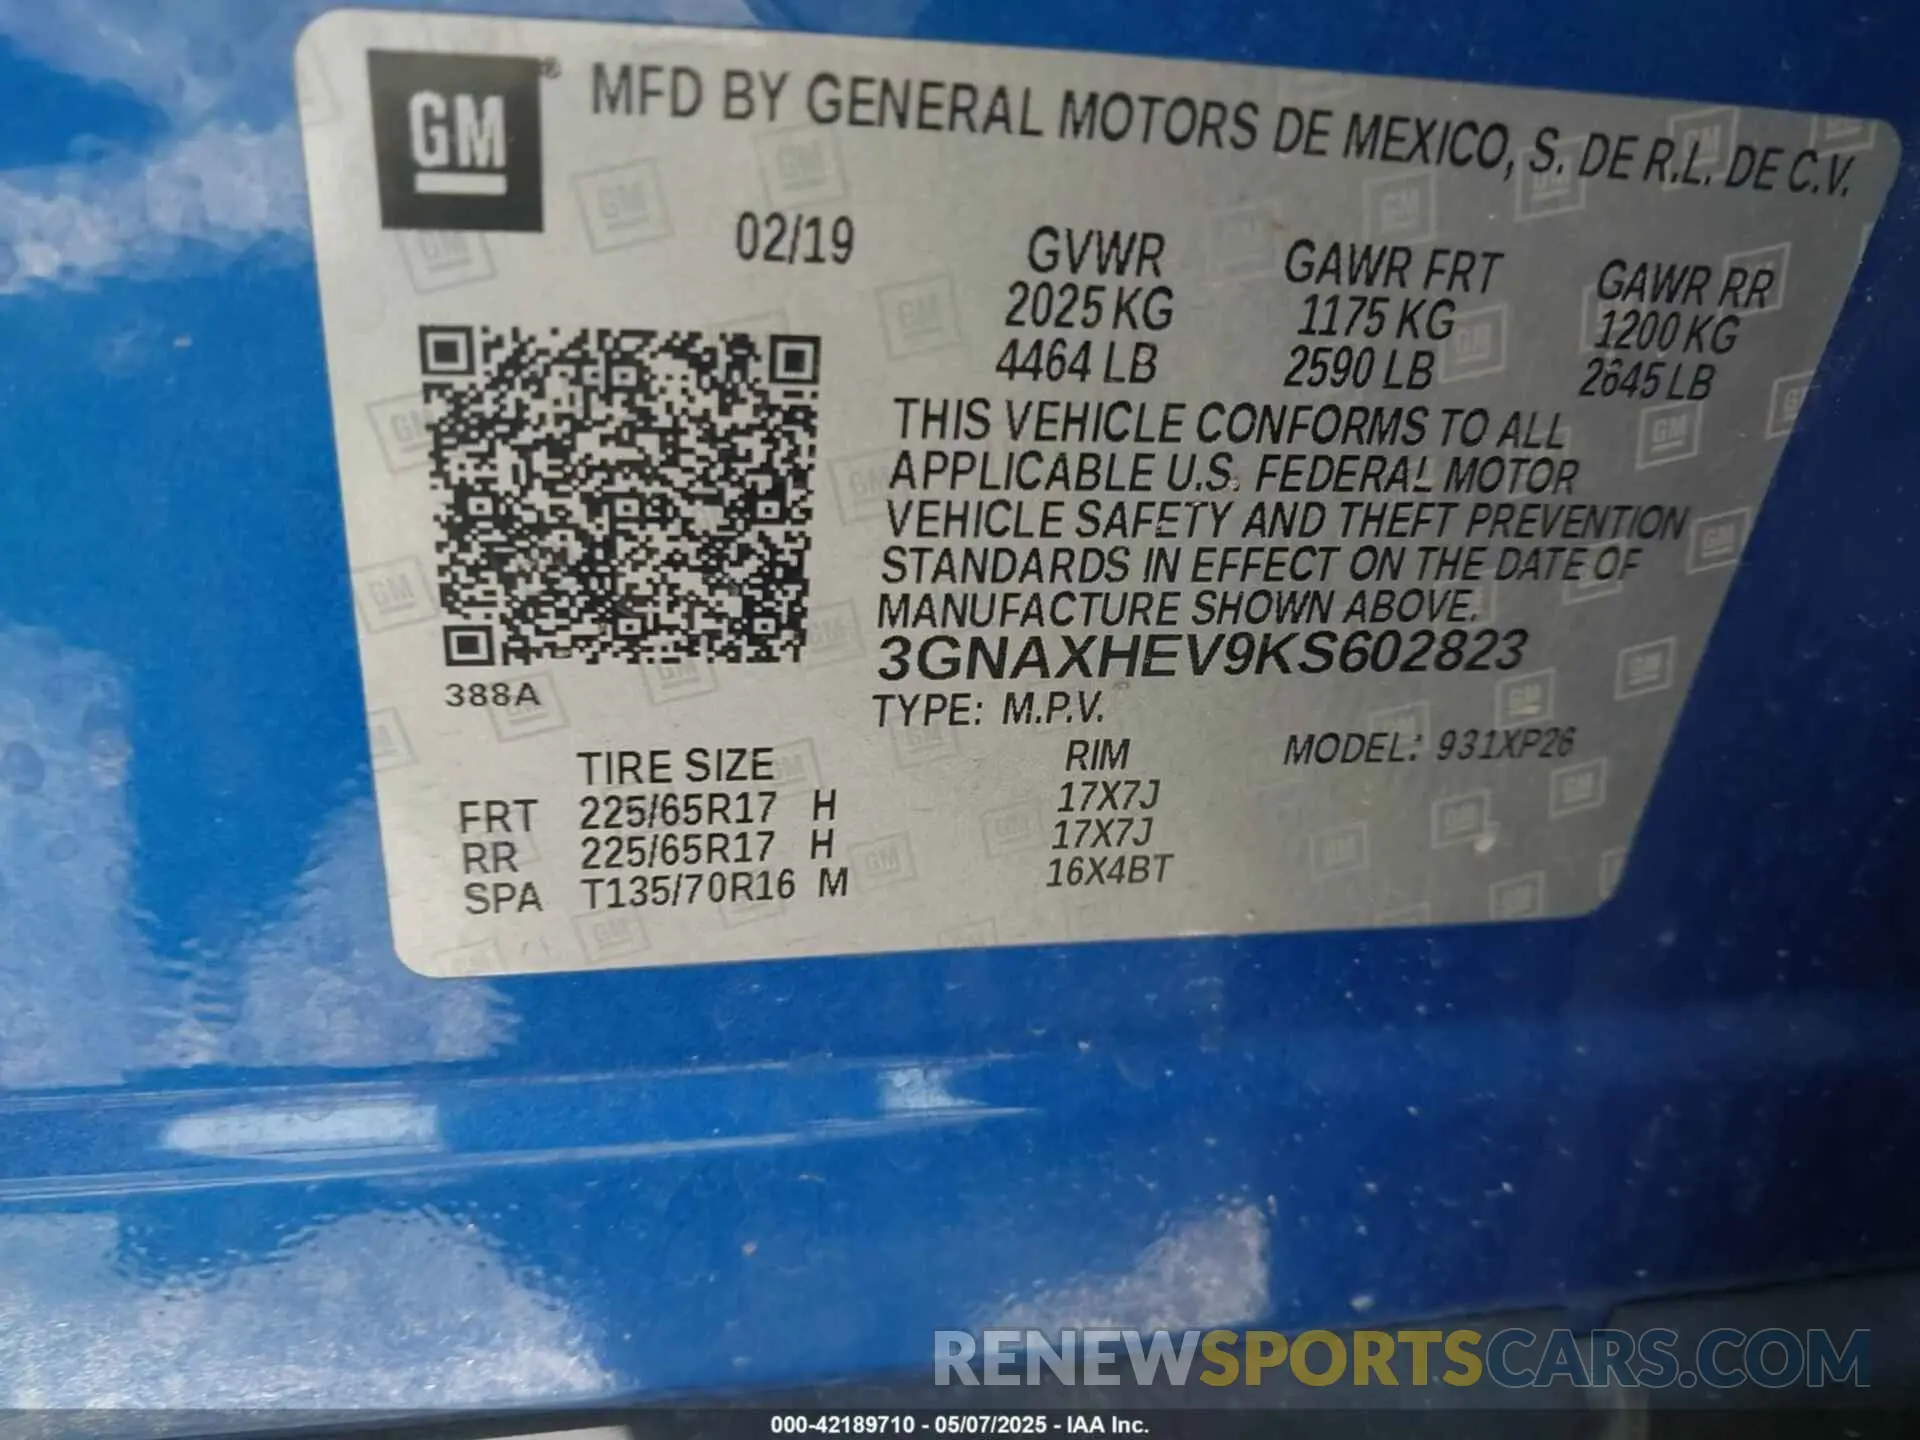 GM® MFD BY GENERAL MOTORS DE MEXICO, S. DE R.L. DE C.V.
02/19
GVWR GAWR FRT GAWR RR
2025 KG 1175 KG 1200 KG
4464 LB 2590 LB 2645 LB
THIS VEHICLE CONFORMS TO ALL
APPLICABLE U.S. FEDERAL MOTOR
VEHICLE SAFETY AND THEFT PREVENTION
STANDARDS IN EFFECT ON THE DATE OF
MANUFACTURE SHOWN ABOVE.
3GNAXHEV9KS602823
388A
TYPE: M.P.V.
MODEL: 931XP26
TIRE SIZE RIM
FRT 225/65R17 H 17X7J
RR 225/65R17 H 17X7J
SPA T135/70R16 M 16X4BT
RENEWSPORTSCARS.COM
000-42189710 - 05/07/2025 - IAA Inc.